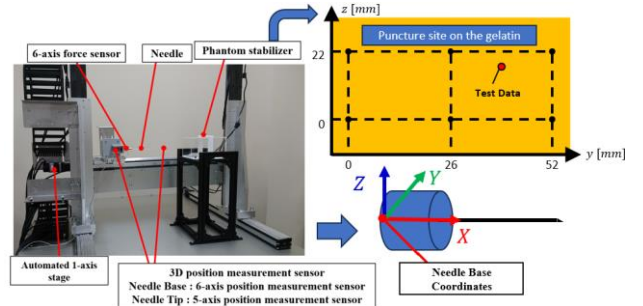 6-axis force sensor
Needle
Phantom stabilizer
Automated 1-axis
stage
3D position measurement sensor
Needle Base : 6-axis position measurement sensor
Needle Tip : 5-axis position measurement sensor
z [mm]
Puncture site on the gelatin
22
Test Data
0
0
26
52
y [mm]
Z
Y
X
Needle Base
Coordinates